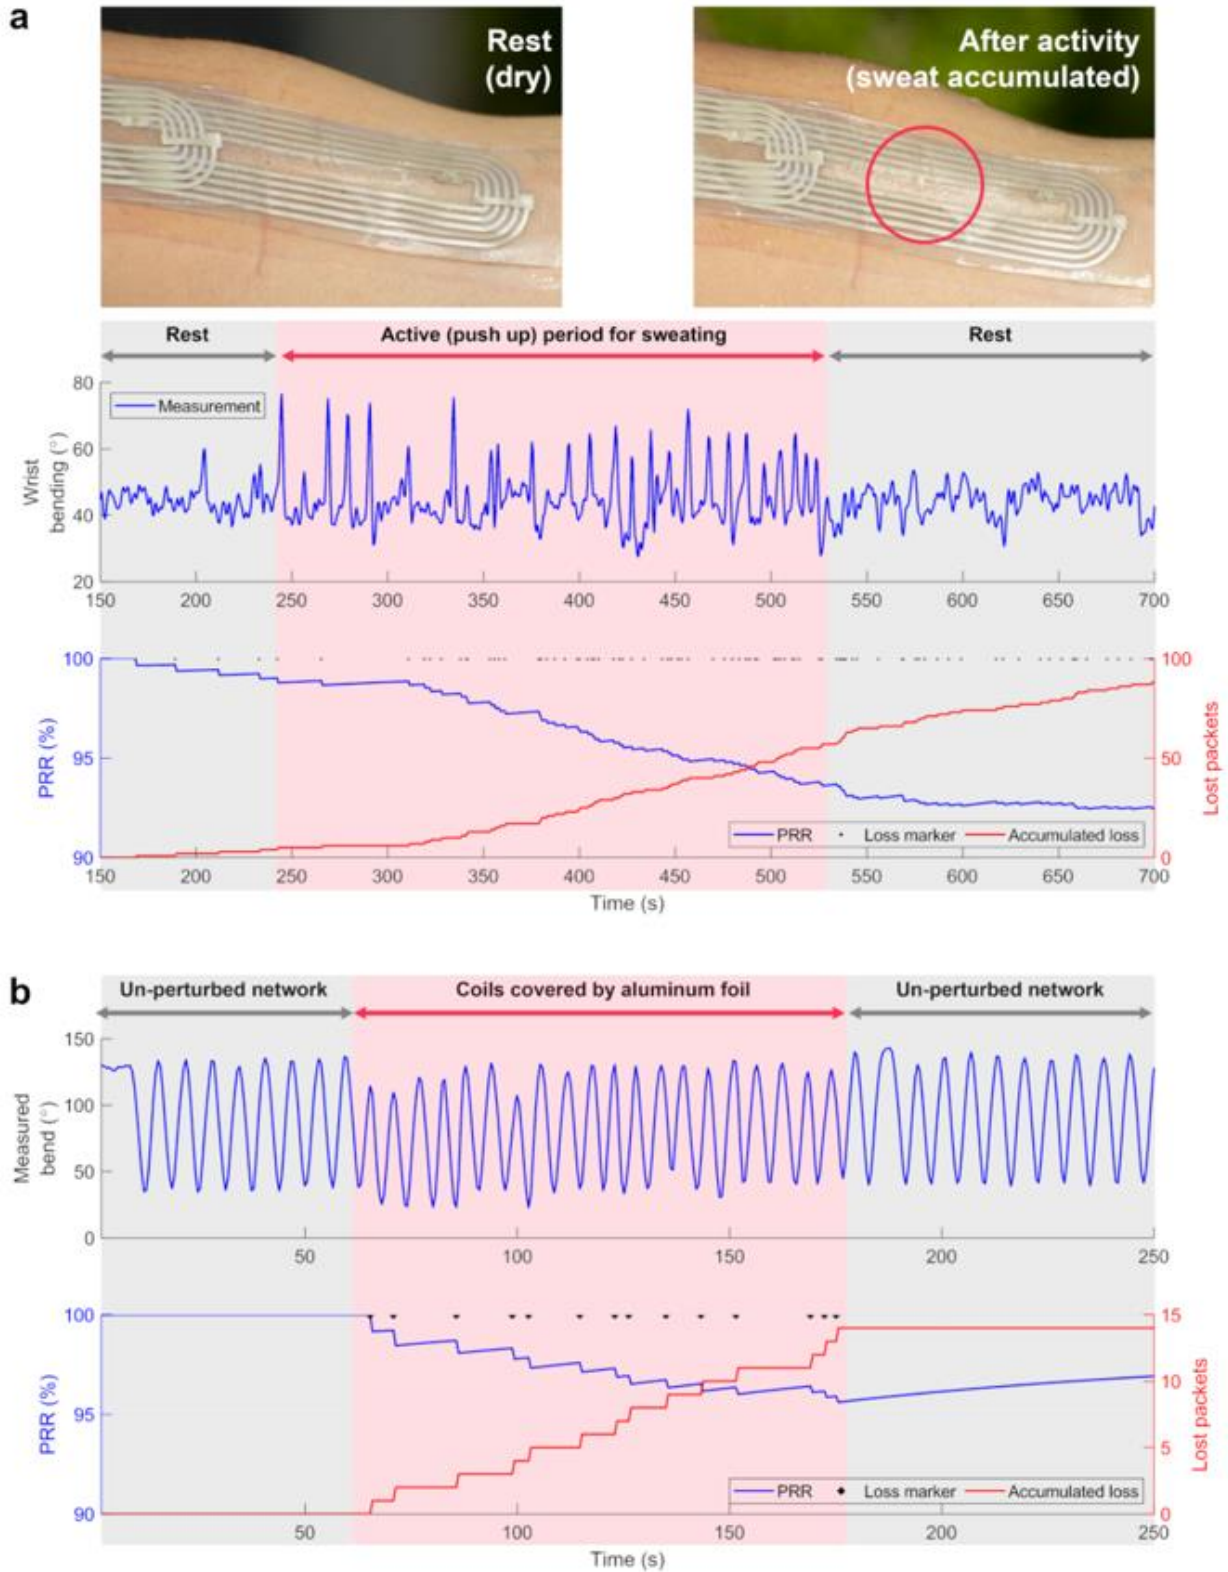 a
Rest
(dry)
After activity
(sweat accumulated)
Rest
Active (push up) period for sweating
Rest
80
60
40
20
Wrist
bending (°)
Measurement
150 200 250 300 350 400 450 500 550 600 650 700
100
95
90
PRR (%)
100
50
0
Lost packets
PRR Loss marker Accumulated loss
150 200 250 300 350 400 450 500 550 600 650 700
Time (s)
b
Un-perturbed network
Coils covered by aluminum foil
Un-perturbed network
150
100
50
0
Measured
bend (°)
50 100 150 200 250
100
95
90
PRR (%)
15
10
5
0
Lost packets
PRR Loss marker Accumulated loss
50 100 150 200 250
Time (s)